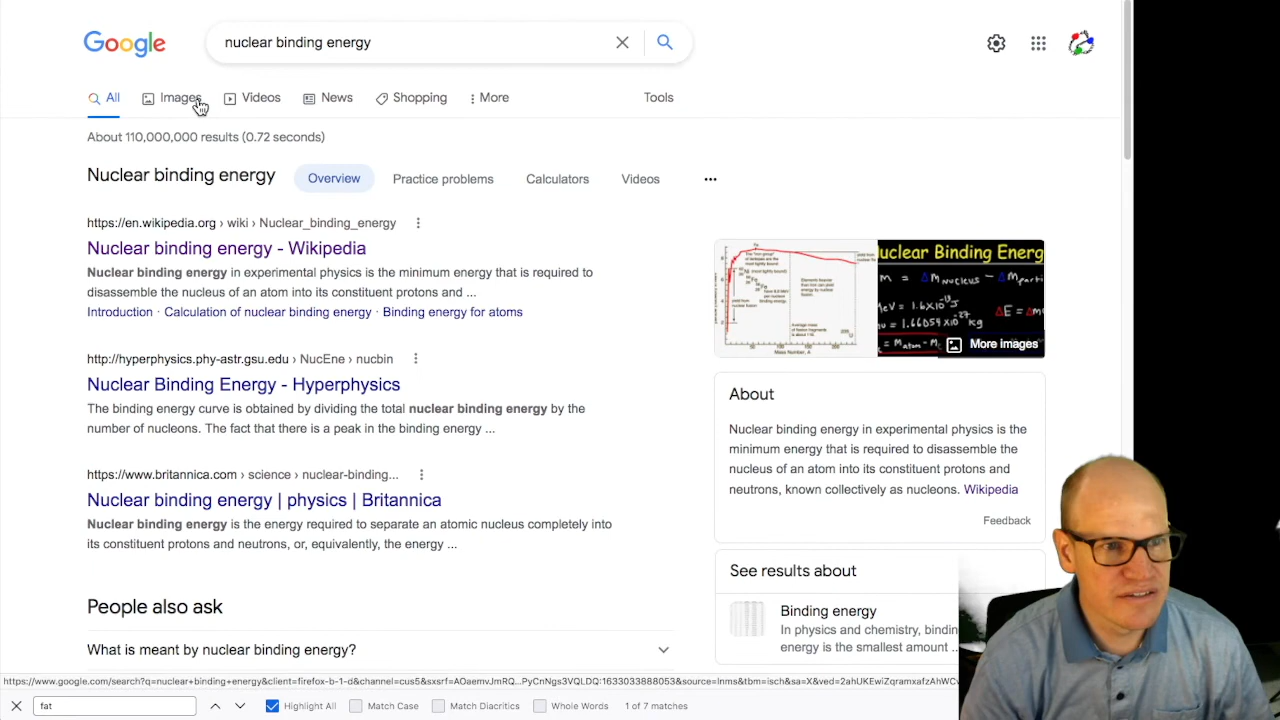 Google
nuclear binding energy
All
Images
Videos
News
Shopping
More
Tools
About 110,000,000 results (0.72 seconds)
Nuclear binding energy
Overview
Practice problems
Calculators
Videos
https://en.wikipedia.org › wiki › Nuclear_binding_energy
Nuclear binding energy - Wikipedia
Nuclear binding energy in experimental physics is the minimum energy that is required to
disassemble the nucleus of an atom into its constituent protons and ...
Introduction · Calculation of nuclear binding energy · Binding energy for atoms
http://hyperphysics.phy-astr.gsu.edu › NucEne › nucbin
Nuclear Binding Energy - Hyperphysics
The binding energy curve is obtained by dividing the total nuclear binding energy by the
number of nucleons. The fact that there is a peak in the binding energy ...
https://www.britannica.com › science › nuclear-binding...
Nuclear binding energy | physics | Britannica
Nuclear binding energy is the energy required to separate an atomic nucleus completely into
its constituent protons and neutrons, or, equivalently, the energy ...
People also ask
What is meant by nuclear binding energy?
Mass Number, A
uclear Binding Energ
More images
About
Nuclear binding energy in experimental physics is the
minimum energy that is required to disassemble the
nucleus of an atom into its constituent protons and
neutrons, known collectively as nucleons. Wikipedia
Feedback
See results about
Binding energy
In physics and chemistry, bindin
energy is the smallest amount ...
fat
Highlight All
Match Case
Match Diacritics
Whole Words
1 of 7 matches